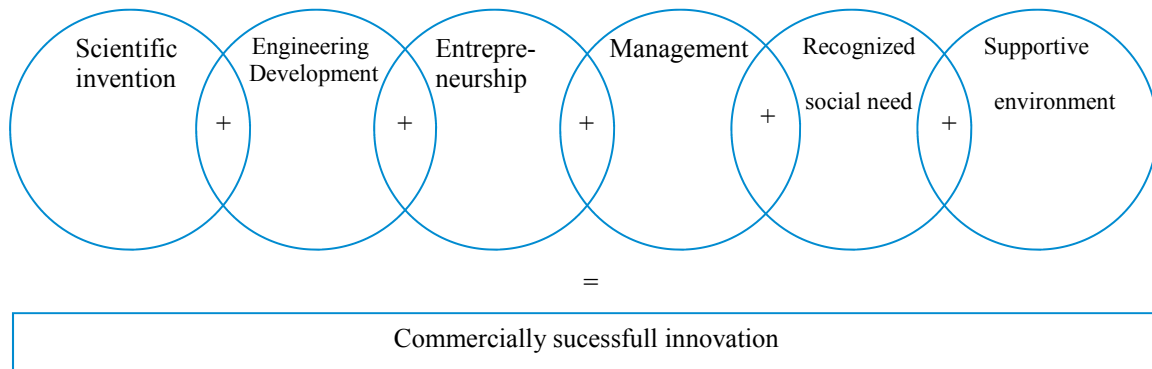 Scientific
invention
+
Engineering
Development
+
Entrepre-
neurship
+
Management
+
Recognized
social need
+
Supportive
environment
=
Commercially sucessfull innovation